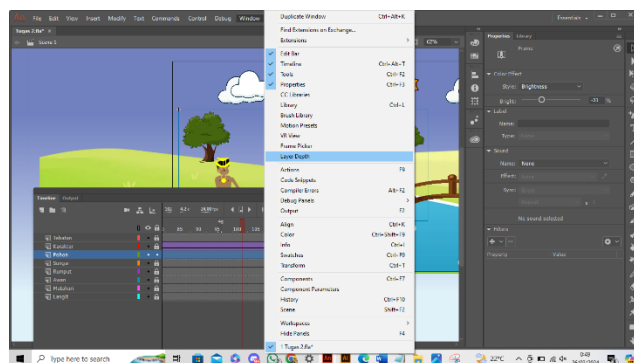 An File Edit View Insert Modify Text Commands Control Debug Window
Essentials
Tugas 2.fla*
Scene 1
62%
Duplicate Window Ctrl+Alt+K
Find Extensions on Exchange...
Extensions
Edit Bar
Timeline Ctrl+Alt+T
Tools Ctrl+F2
Properties Ctrl+F3
CC Libraries
Library Ctrl+L
Brush Library
Motion Presets
VR View
Frame Picker
Layer Depth
Actions F9
Code Snippets
Compiler Errors Alt+F2
Debug Panels
Output F2
Align Ctrl+K
Color Ctrl+Shift+F9
Info Ctrl+I
Swatches Ctrl+F9
Transform Ctrl+T
Components Ctrl+F7
Component Parameters
History Ctrl+F10
Scene Shift+F2
Workspaces
Hide Panels F4
1 Tugas 2.fla*
Properties Library
Frame
Color Effect
Style: Brightness
Bright: %
Label
Name:
Type:
Sound
Name: None
Effect:
Sync:
No sound selected
Filters
Property Value
Timeline Output
Jebatan
Karakter
Pohon
Bunga
Rumput
Awan
Matahari
Langit
Type here to search
22°C
0:49